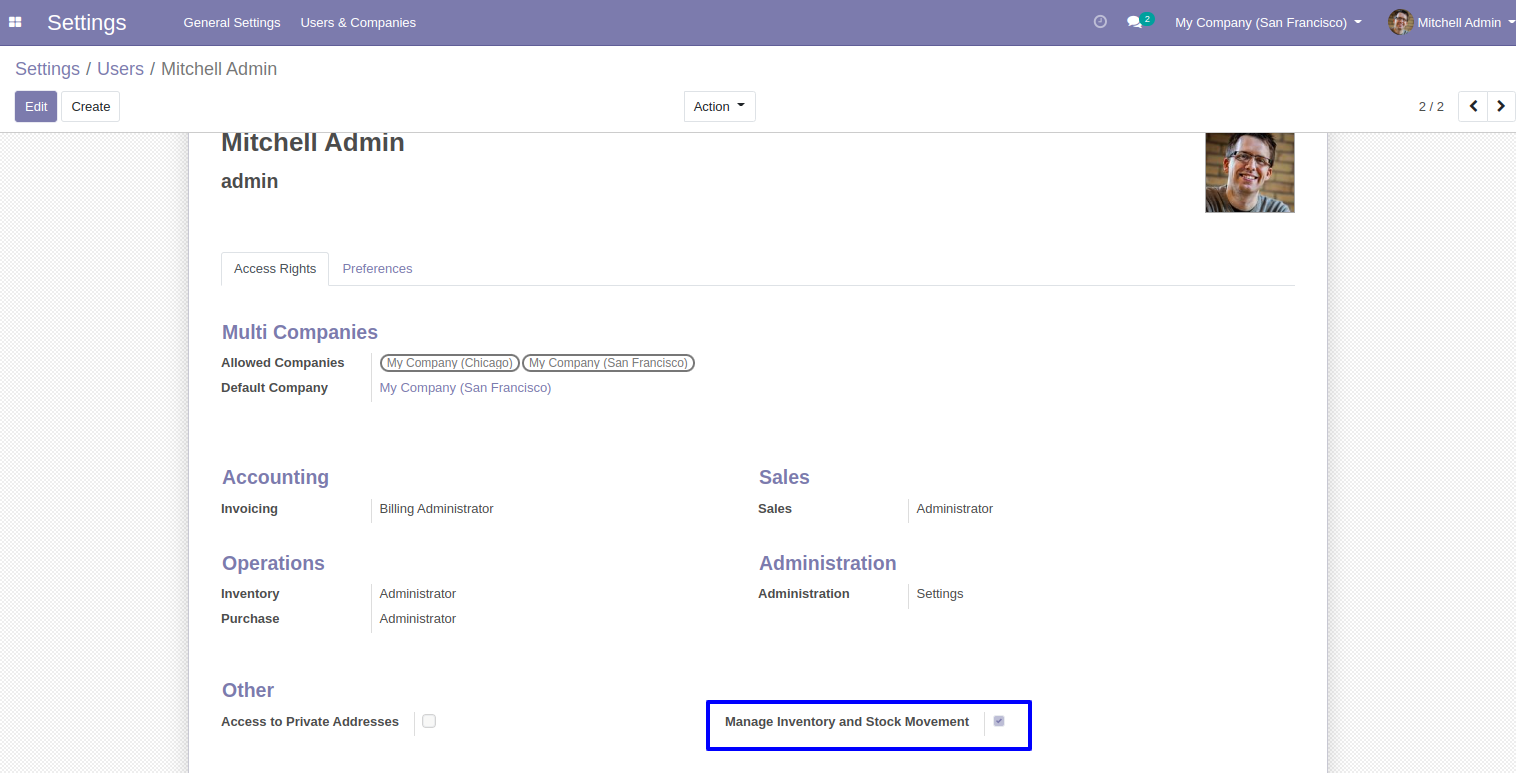 Settings General Settings Users & Companies 2 My Company (San Francisco) Mitchell Admin
Settings / Users / Mitchell Admin
Edit Create Action 2 / 2
Mitchell Admin
admin
Access Rights Preferences
Multi Companies
Allowed Companies My Company (Chicago) My Company (San Francisco)
Default Company My Company (San Francisco)
Accounting Sales
Invoicing Billing Administrator Sales Administrator
Operations Administration
Inventory Administrator Administration Settings
Purchase Administrator
Other
Access to Private Addresses Manage Inventory and Stock Movement